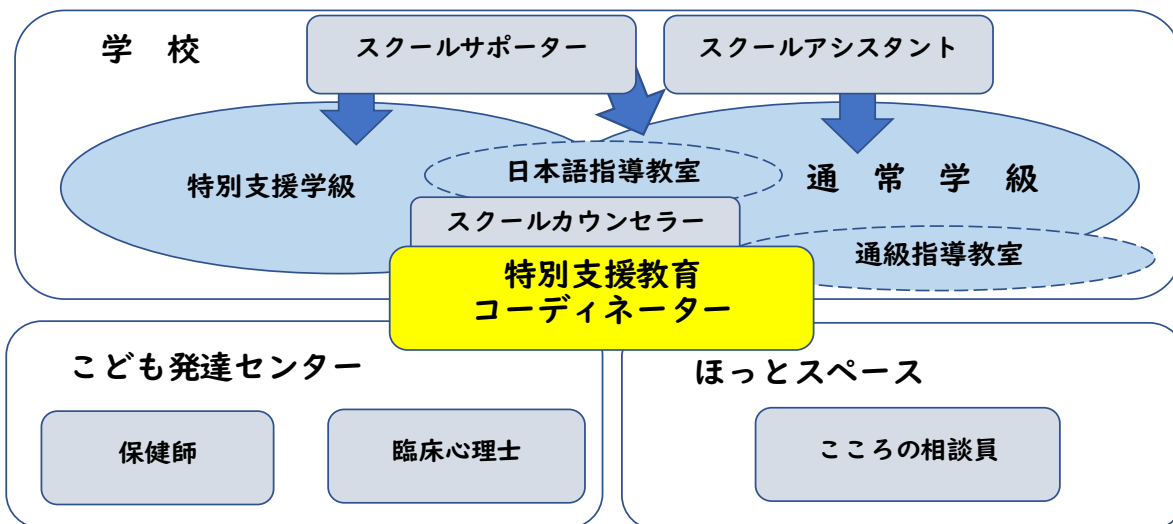 学　校
スクールサポーター
スクールアシスタント
特別支援学級
日本語指導教室
通　常　学　級
スクールカウンセラー
通級指導教室
特別支援教育
コーディネーター
こども発達センター
ほっとスペース
保健師
臨床心理士
こころの相談員